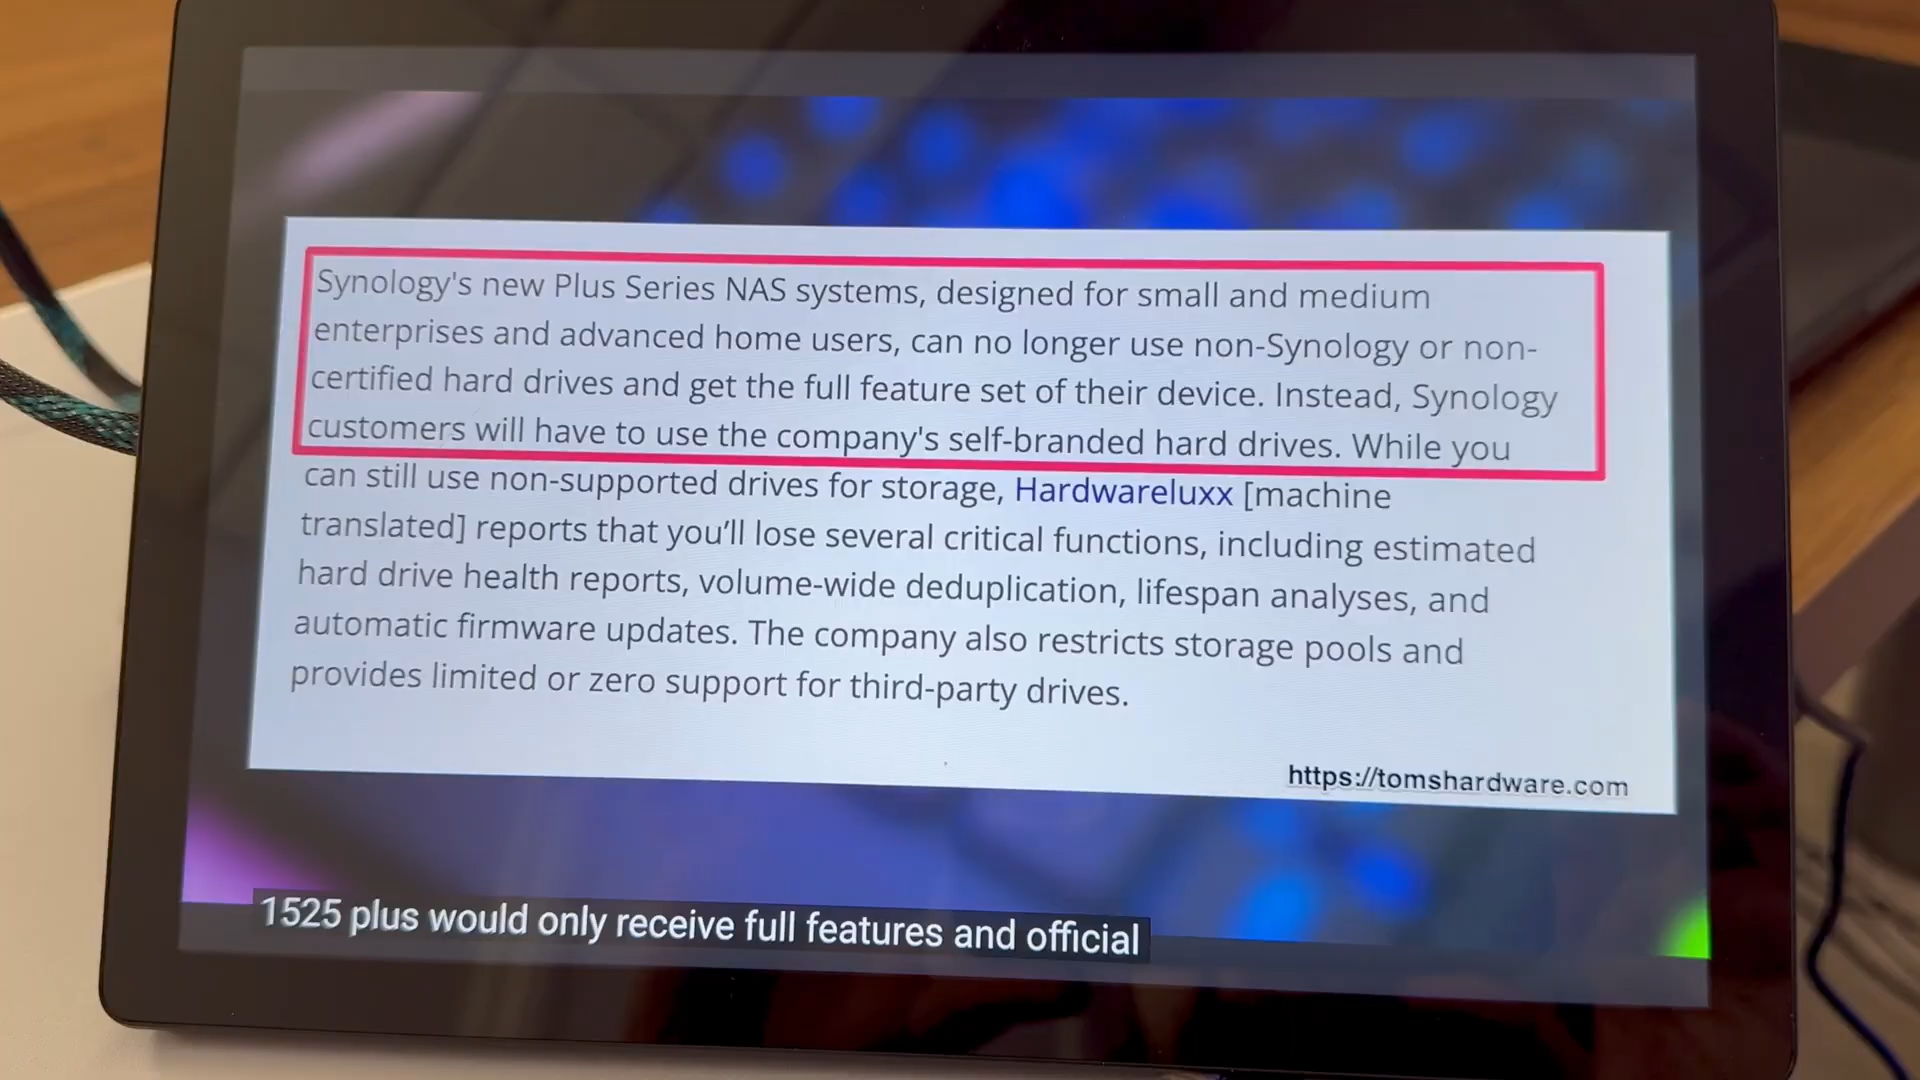 Synology's new Plus Series NAS systems, designed for small and medium
enterprises and advanced home users, can no longer use non-Synology or non-
certified hard drives and get the full feature set of their device. Instead, Synology
customers will have to use the company's self-branded hard drives. While you
can still use non-supported drives for storage, Hardwareluxx [machine
translated] reports that you’ll lose several critical functions, including estimated
hard drive health reports, volume-wide deduplication, lifespan analyses, and
automatic firmware updates. The company also restricts storage pools and
provides limited or zero support for third-party drives.
https://tomshardware.com
1525 plus would only receive full features and official